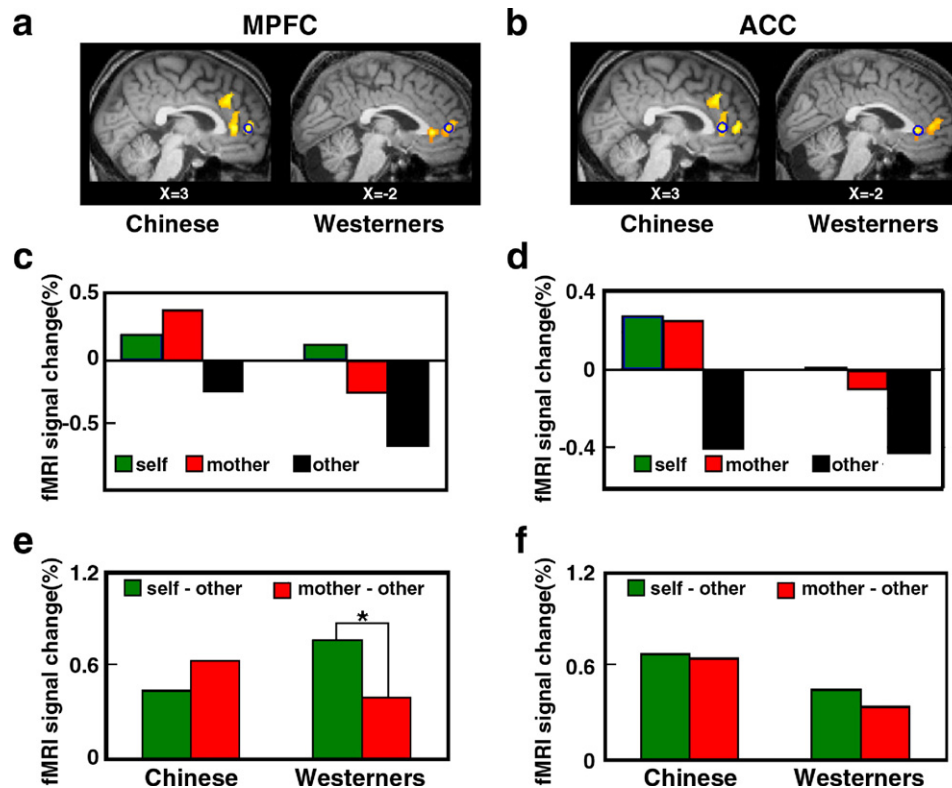 a MPFC
X=3 X=-2
Chinese Westerners
b ACC
X=3 X=-2
Chinese Westerners
c
fMRI signal change(%)
0.5
0
-0.5
self mother other
d
fMRI signal change(%)
0.4
0
-0.4
self mother other
e
fMRI signal change(%)
1.2
0.6
0
self - other mother - other
*
Chinese Westerners
f
fMRI signal change(%)
1.2
0.6
0
self - other mother - other
Chinese Westerners